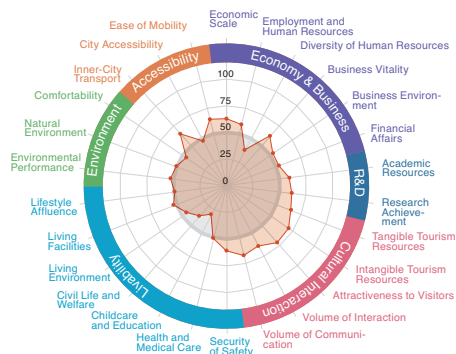 Economic
Scale
Employment and
Human Resources
Diversity of Human Resources
Business Vitality
Business Environ-
ment
Financial
Affairs
Academic
Resources
Research
Achieve-
ment
Tangible Tourism
Resources
Intangible Tourism
Resources
Attractiveness to Visitors
Volume of Interaction
Volume of Communi-
cation
Security
of Safety
Health and
Medical Care
Childcare
and Education
Civil Life and
Welfare
Living
Environment
Living
Facilities
Lifestyle
Affluence
Environmental
Performance
Natural
Environment
Comfortability
Inner-City
Transport
City Accessibility
Ease of Mobility
Economy & Business
R&D
Cultural Interaction
Livability
Environment
Accessibility
100
75
50
25
0